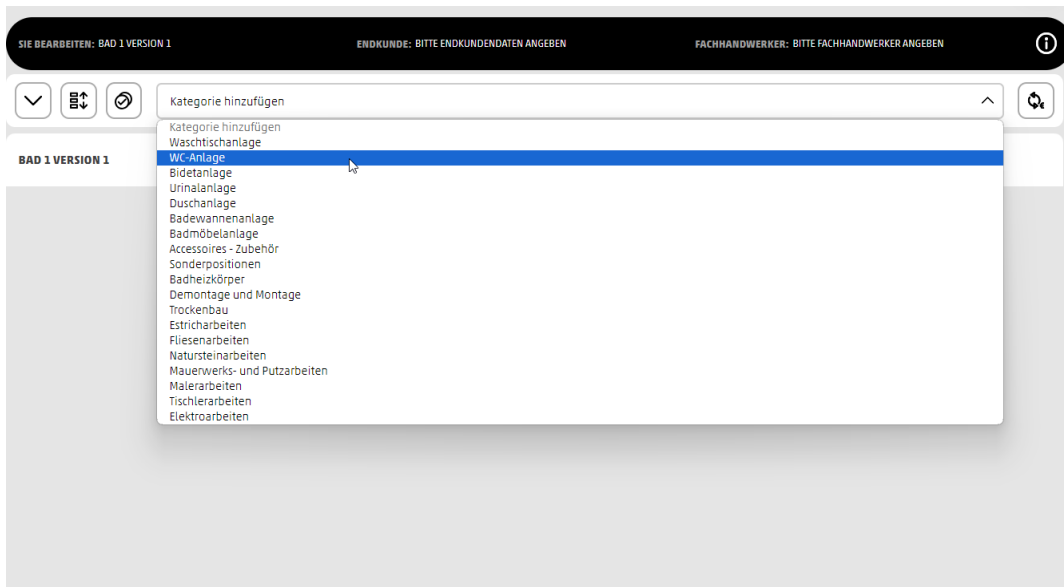 SIE BEARBEITEN: BAD 1 VERSION 1 ENDKUNDE: BITTE ENDKUNDENDATEN ANGEBEN FACHHANDWERKER: BITTE FACHHANDWERKER ANGEBEN
Kategorie hinzufügen
Kategorie hinzufügen
Waschtischanlage
BAD 1 VERSION 1
WC-Anlage
Bidetanlage
Urinalanlage
Duschanlage
Badewannenanlage
Badmöbelanlage
Accessoires - Zubehör
Sonderpositionen
Badheizkörper
Demontage und Montage
Trockenbau
Estricharbeiten
Fliesenarbeiten
Natursteinarbeiten
Mauerwerks- und Putzarbeiten
Malerarbeiten
Tischlerarbeiten
Elektroarbeiten